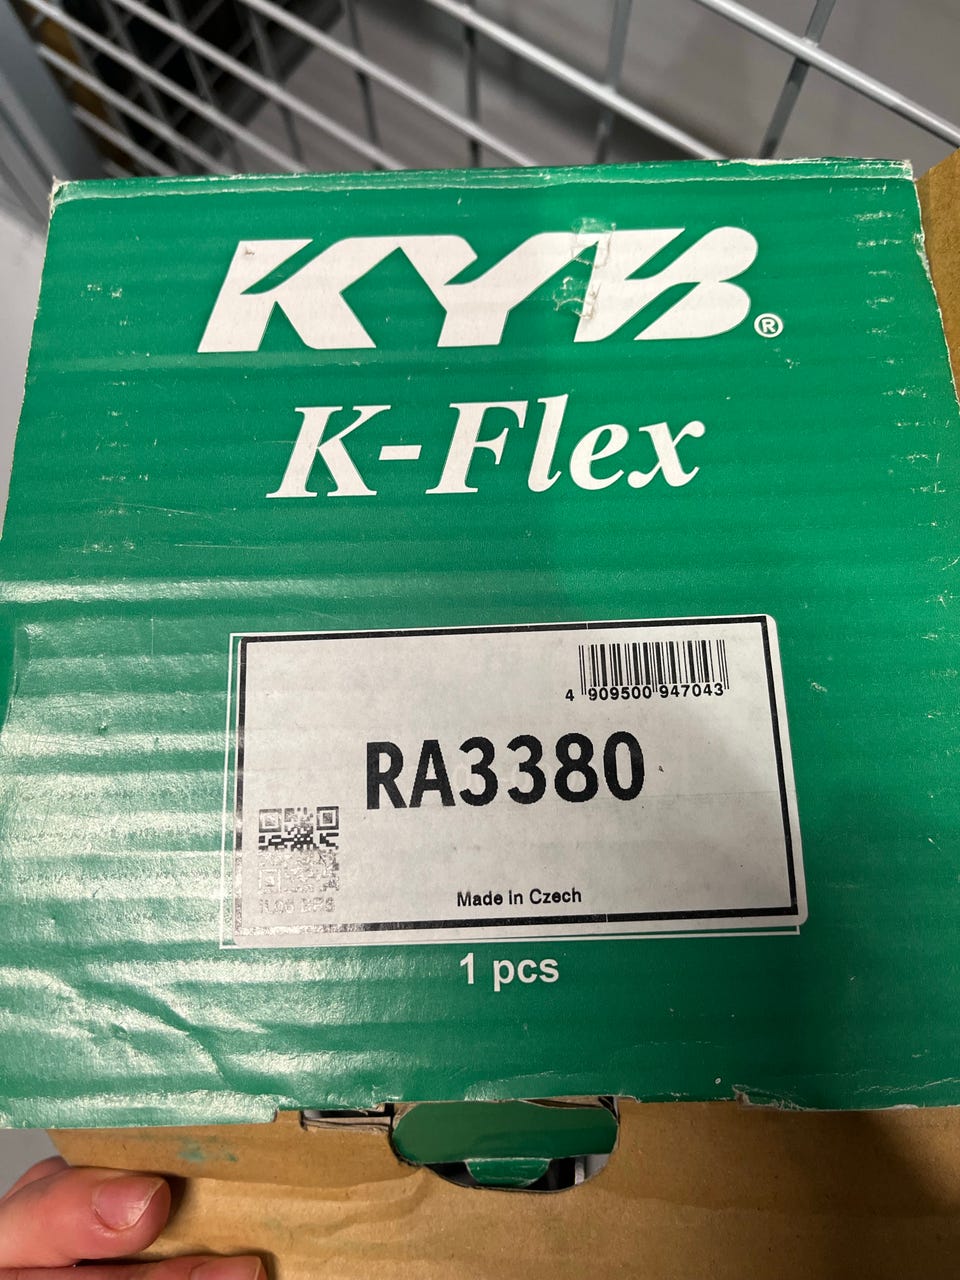 KYB®
K-Flex
4 909500 947043
RA3380
Made In Czech
1 pcs